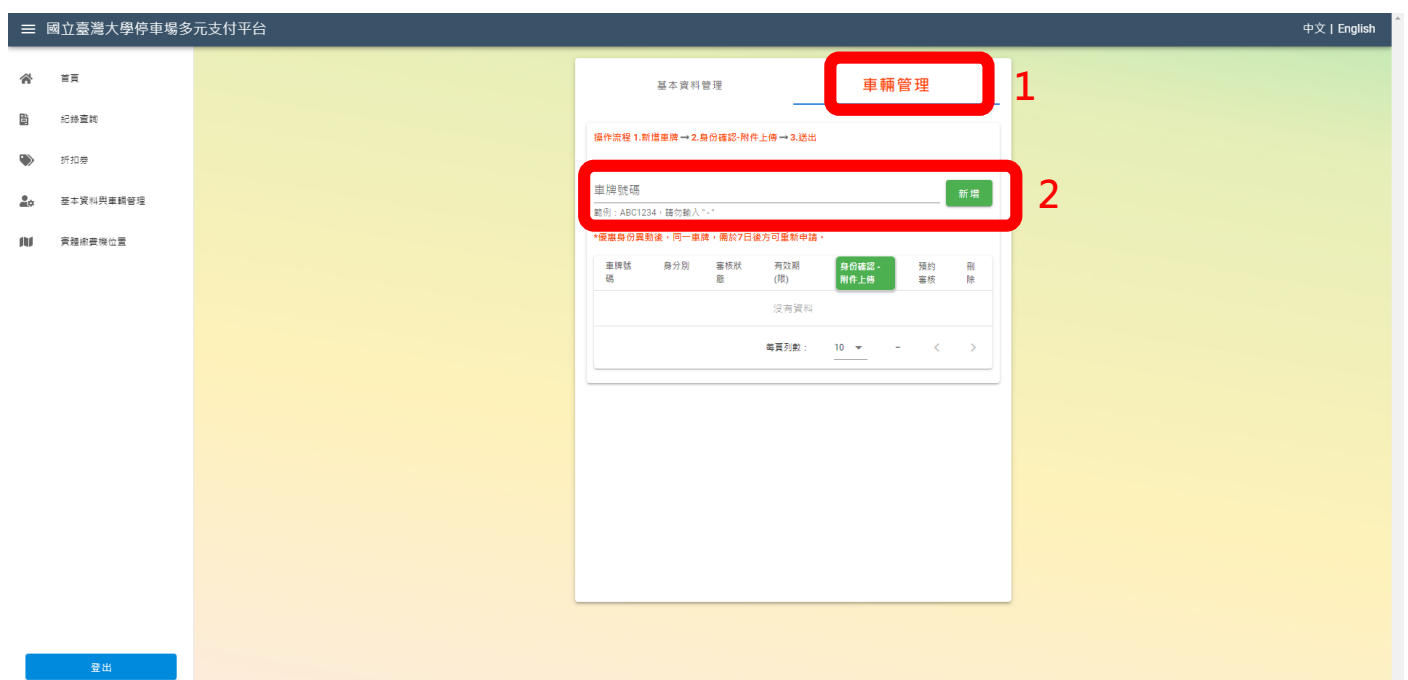 國立臺灣大學停車場多元支付平台
中文 | English
首頁
紀錄查詢
折扣券
基本資料與車輛管理
實體繳費機位置
登出
基本資料管理
車輛管理
1
操作流程 1.新增車牌→2.身份確認-附件上傳→3.送出
車牌號碼
新增
2
範例：ABC1234，請勿輸入"-"
*優惠身份異動後，同一車牌，需於7日後方可重新申請。
車牌號碼
身分別
審核狀態
有效期(限)
身份確認-附件上傳
預約審核
刪除
沒有資料
每頁列數：
10
–